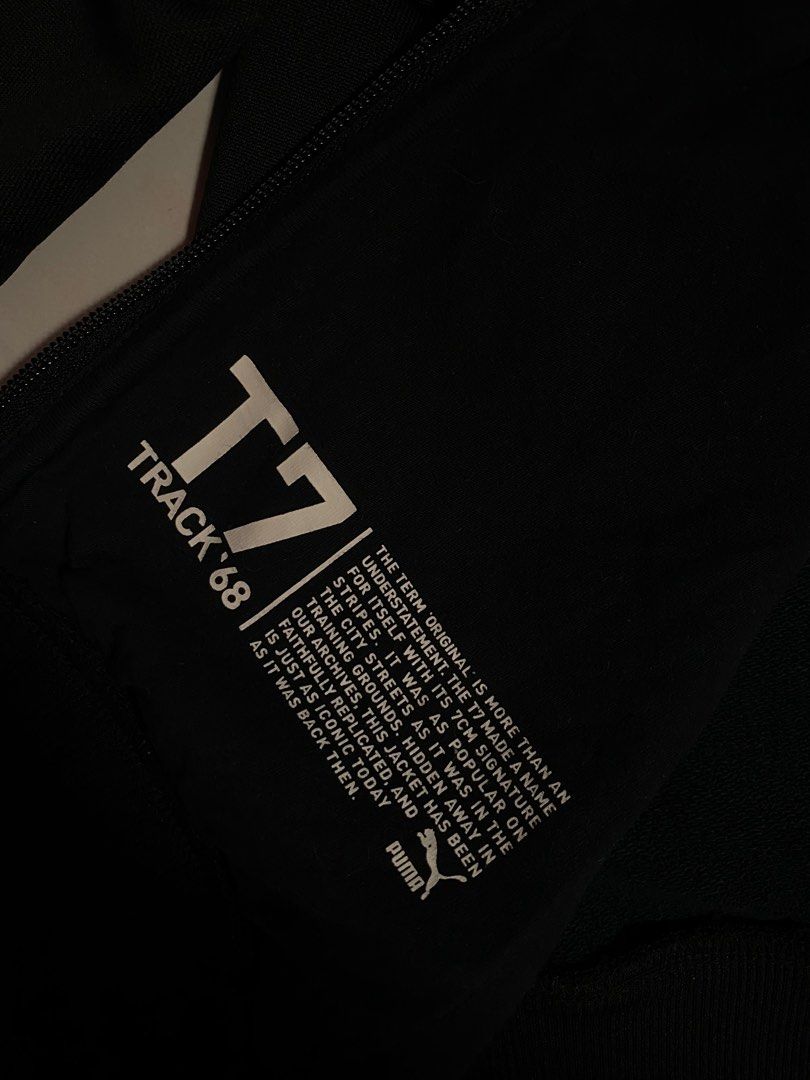 T7
TRACK'68
THE TERM 'ORIGINAL' IS MORE THAN AN
UNDERSTATEMENT. THE T7 MADE A NAME
FOR ITSELF WITH ITS 7CM SIGNATURE
STRIPES. IT WAS AS POPULAR ON
THE CITY STREETS AS IT WAS IN THE
TRAINING GROUNDS. HIDDEN AWAY IN
OUR ARCHIVES, THIS JACKET HAS BEEN
FAITHFULLY REPLICATED AND
IS JUST AS ICONIC TODAY
AS IT WAS BACK THEN.
PUMA